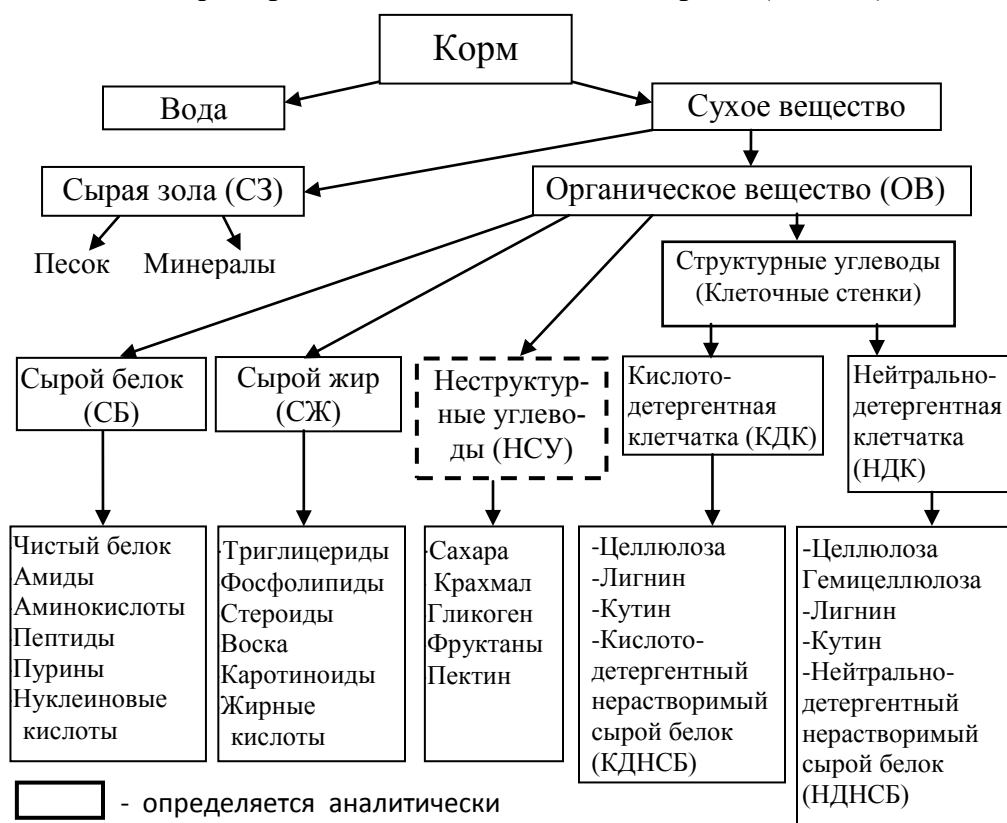 Корм
Вода
Сухое вещество
Сырая зола (СЗ)
Органическое вещество (ОВ)
Песок
Минералы
Структурные углеводы
(Клеточные стенки)
Сырой белок
(СБ)
Сырой жир
(СЖ)
Неструктур-
ные углево-
ды (НСУ)
Кислото-
детергентная
клетчатка (КДК)
Нейтрально-
детергентная
клетчатка
(НДК)
-Чистый белок
-Амиды
-Аминокислоты
-Пептиды
-Пурины
-Нуклеиновые
кислоты
-Триглицериды
-Фосфолипиды
-Стероиды
-Воска
-Каротиноиды
-Жирные
кислоты
-Сахара
-Крахмал
-Гликоген
-Фруктаны
-Пектин
-Целлюлоза
-Лигнин
-Кутин
-Кислото-
детергентный
нерастворимый
сырой белок
(КДНСБ)
-Целлюлоза
Гемицеллюлоза
-Лигнин
-Кутин
-Нейтрально-
детергентный
нерастворимый
сырой белок
(НДНСБ)
- определяется аналитически